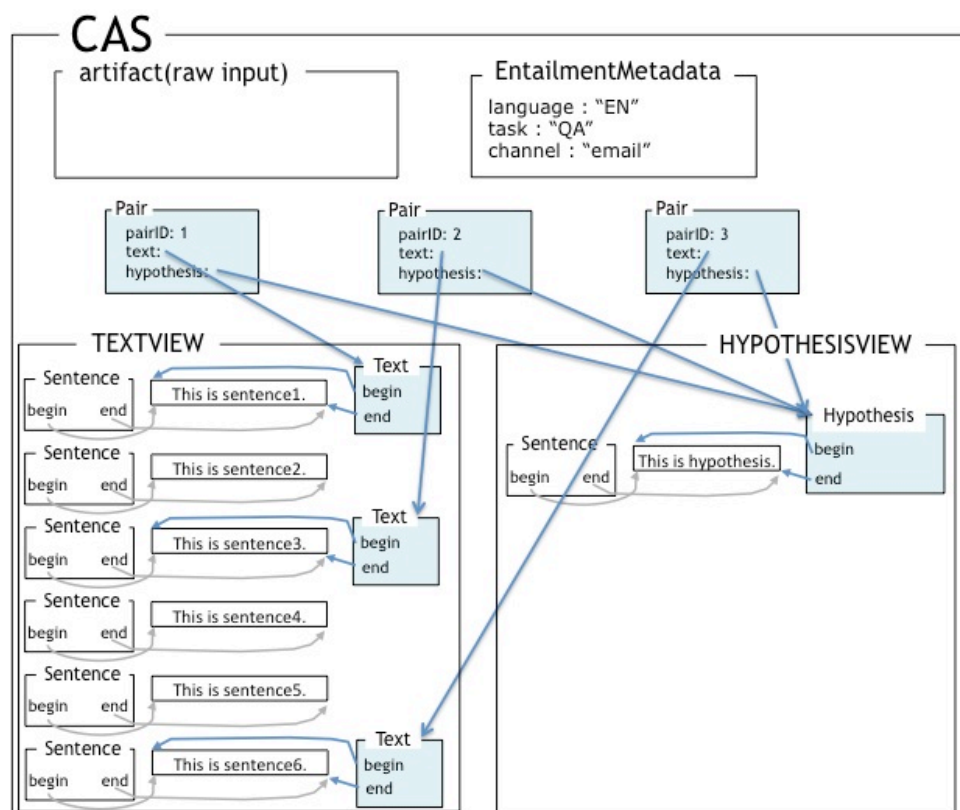 CAS
artifact(raw input)
EntailmentMetadata
language : “EN”
task : “QA”
channel : “email”
Pair
pairID: 1
text:
hypothesis:
Pair
pairID: 2
text:
hypothesis:
Pair
pairID: 3
text:
hypothesis:
TEXTVIEW
Sentence
begin end
This is sentence1.
Text
begin
end
Sentence
begin end
This is sentence2.
Sentence
begin end
This is sentence3.
Text
begin
end
Sentence
begin end
This is sentence4.
Sentence
begin end
This is sentence5.
Sentence
begin end
This is sentence6.
Text
begin
end
HYPOTHESISVIEW
Sentence
begin end
This is hypothesis.
Hypothesis
begin
end